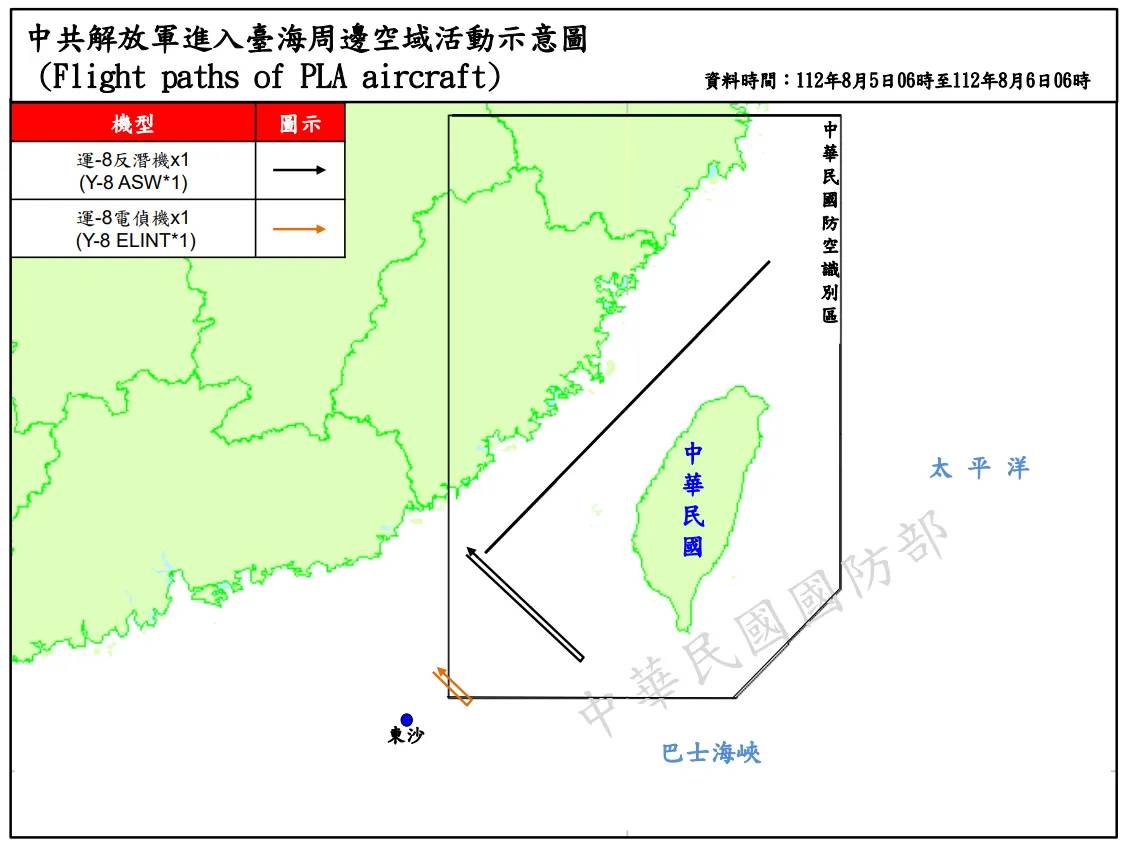 中共解放軍進入臺海周邊空域活動示意圖
(Flight paths of PLA aircraft)
資料時間：112年8月5日06時至112年8月6日06時
機型
圖示
運-8反潛機x1
(Y-8 ASW*1)
運-8電偵機x1
(Y-8 ELINT*1)
中華民國防空識別區
中華民國
太平洋
中華民國國防部
東沙
巴士海峽